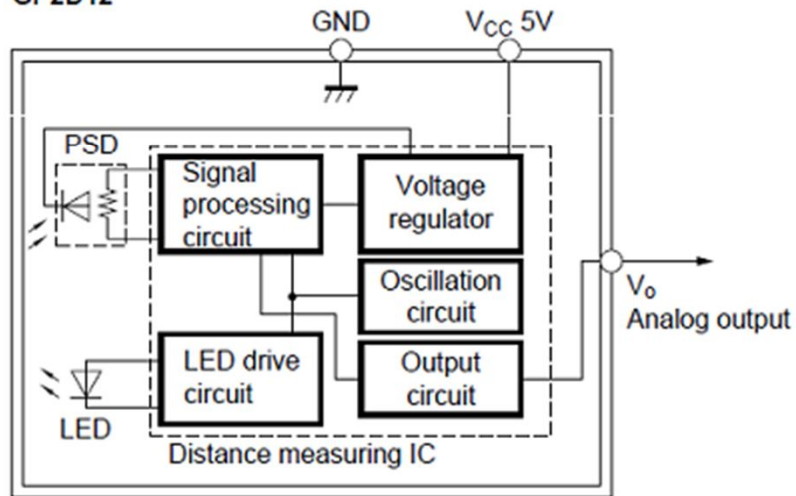 GND
VCC 5V
PSD
Signal
processing
circuit
Voltage
regulator
Oscillation
circuit
Vo
Analog output
LED drive
circuit
Output
circuit
LED
Distance measuring IC